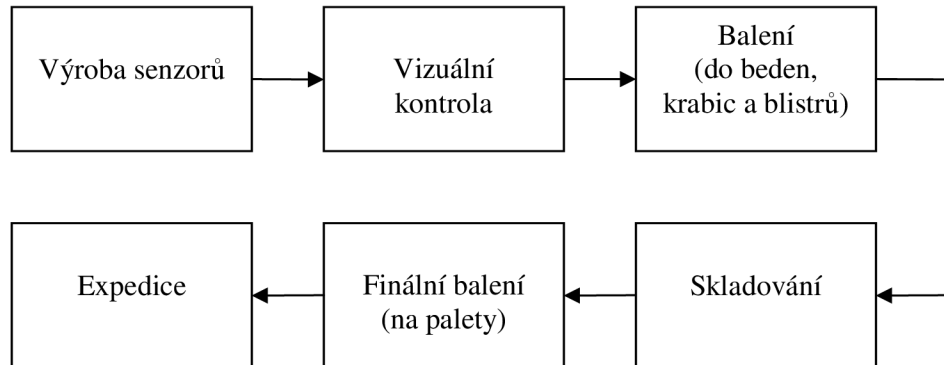 Výroba senzorů
Vizuální
kontrola
Balení
(do beden,
krabic a blistrů)
Skladování
Finální balení
(na palety)
Expedice